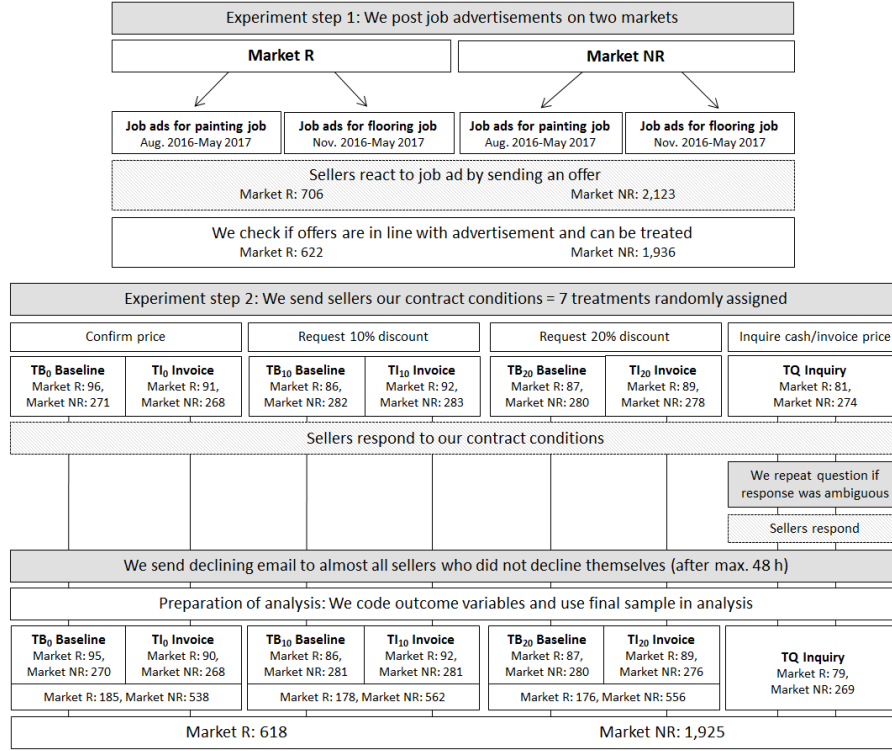 Experiment step 1: We post job advertisements on two markets
Market R
Market NR
Job ads for painting job
Aug. 2016-May 2017
Job ads for flooring job
Nov. 2016-May 2017
Job ads for painting job
Aug. 2016-May 2017
Job ads for flooring job
Nov. 2016-May 2017
Sellers react to job ad by sending an offer
Market R: 706
Market NR: 2,123
We check if offers are in line with advertisement and can be treated
Market R: 622
Market NR: 1,936
Experiment step 2: We send sellers our contract conditions = 7 treatments randomly assigned
Confirm price
Request 10% discount
Request 20% discount
Inquire cash/invoice price
TB₀ Baseline
Market R: 96,
Market NR: 271
TI₀ Invoice
Market R: 91,
Market NR: 268
TB₁₀ Baseline
Market R: 86,
Market NR: 282
TI₁₀ Invoice
Market R: 92,
Market NR: 283
TB₂₀ Baseline
Market R: 87,
Market NR: 280
TI₂₀ Invoice
Market R: 89,
Market NR: 278
TQ Inquiry
Market R: 81,
Market NR: 274
Sellers respond to our contract conditions
We repeat question if
response was ambiguous
Sellers respond
We send declining email to almost all sellers who did not decline themselves (after max. 48 h)
Preparation of analysis: We code outcome variables and use final sample in analysis
TB₀ Baseline
Market R: 95,
Market NR: 270
TI₀ Invoice
Market R: 90,
Market NR: 268
TB₁₀ Baseline
Market R: 86,
Market NR: 281
TI₁₀ Invoice
Market R: 92,
Market NR: 281
TB₂₀ Baseline
Market R: 87,
Market NR: 280
TI₂₀ Invoice
Market R: 89,
Market NR: 276
TQ Inquiry
Market R: 79,
Market NR: 269
Market R: 185, Market NR: 538
Market R: 178, Market NR: 562
Market R: 176, Market NR: 556
Market R: 618
Market NR: 1,925